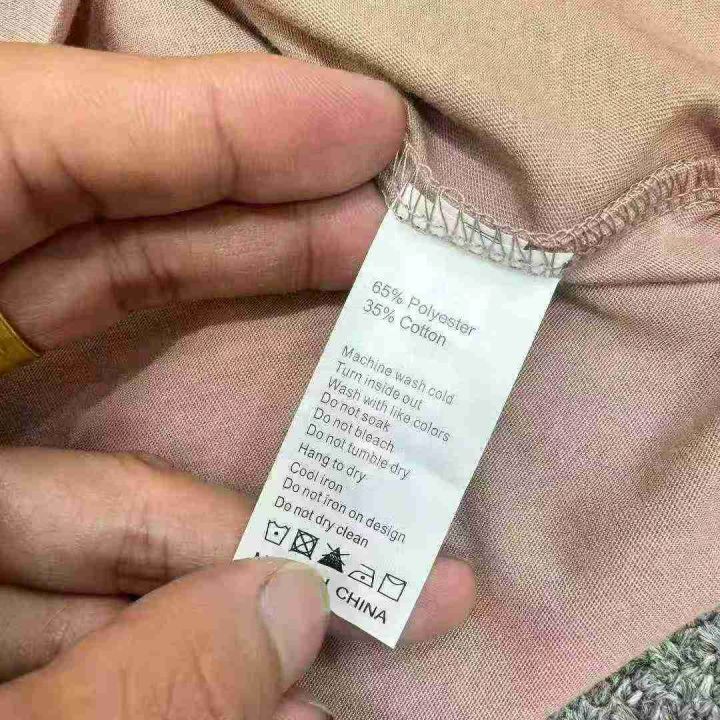 65% Polyester
35% Cotton
Machine wash cold
Turn inside out
Wash with like colors
Do not soak
Do not bleach
Do not tumble dry
Hang to dry
Cool iron
Do not iron on design
Do not dry clean
CHINA